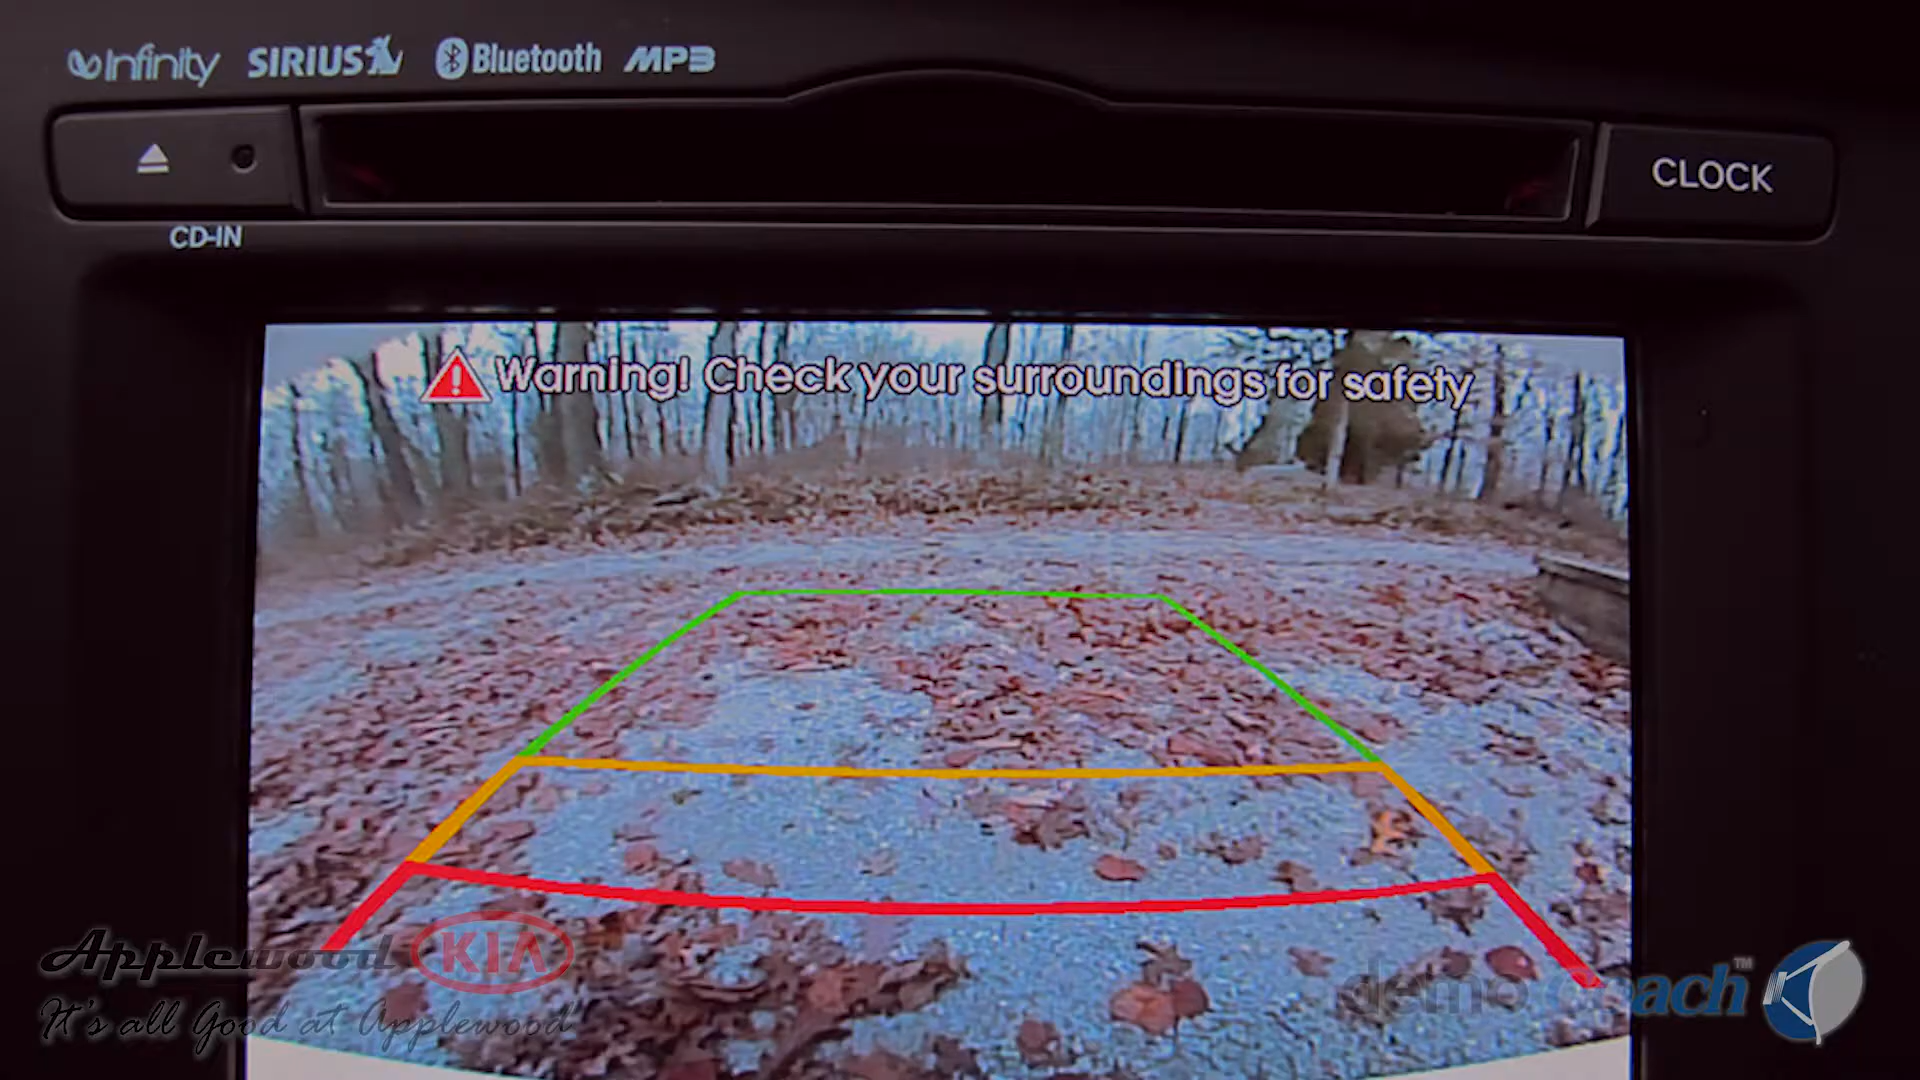 Infinity SIRIUS Bluetooth MP3
CLOCK
CD-IN
Warning! Check your surroundings for safety
Applewood KIA
It's all Good at Applewood
demo coach™